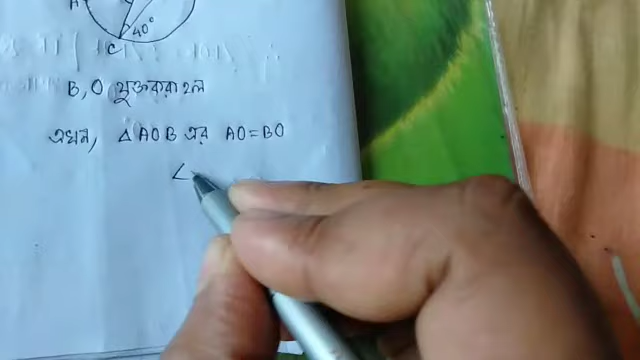 A
40°
C
B, O যুক্ত করা হল
এখন, △AOB এর AO=BO
∠